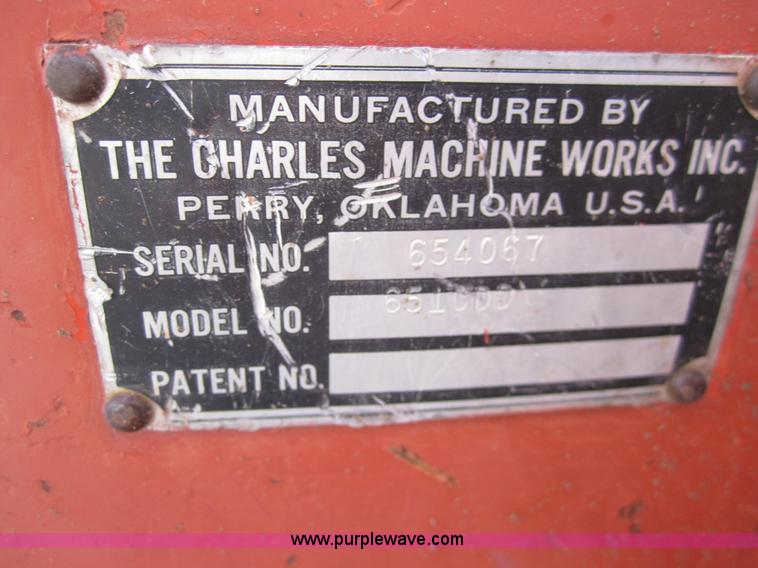 MANUFACTURED BY
THE CHARLES MACHINE WORKS INC.
PERRY, OKLAHOMA U.S.A.
SERIAL NO. 654067
MODEL NO.
PATENT NO.
www.purplewave.com